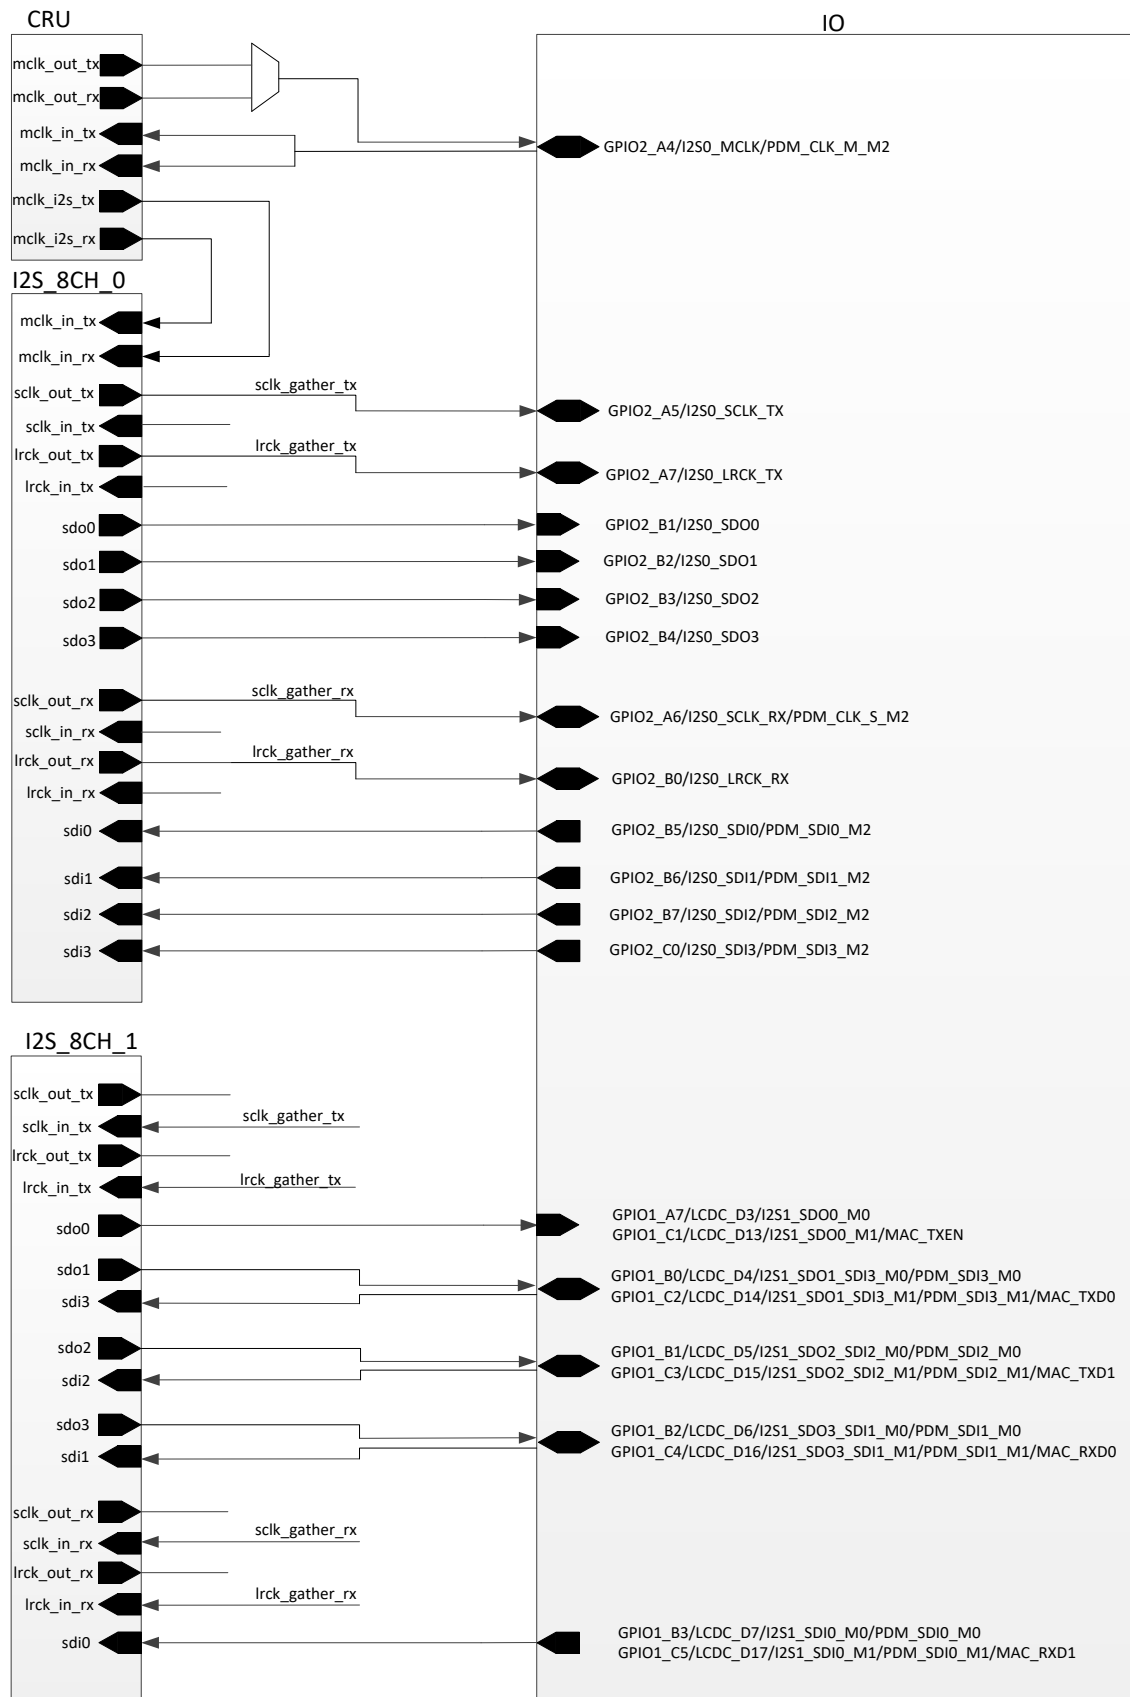 CRU
IO
mclk_out_tx
mclk_out_rx
mclk_in_tx
mclk_in_rx
GPIO2_A4/I2S0_MCLK/PDM_CLK_M_M2
mclk_i2s_tx
mclk_i2s_rx
I2S_8CH_0
mclk_in_tx
mclk_in_rx
sclk_out_tx
sclk_gather_tx
GPIO2_A5/I2S0_SCLK_TX
sclk_in_tx
lrck_out_tx
lrck_gather_tx
GPIO2_A7/I2S0_LRCK_TX
lrck_in_tx
sdo0
GPIO2_B1/I2S0_SDO0
sdo1
GPIO2_B2/I2S0_SDO1
sdo2
GPIO2_B3/I2S0_SDO2
sdo3
GPIO2_B4/I2S0_SDO3
sclk_out_rx
sclk_gather_rx
GPIO2_A6/I2S0_SCLK_RX/PDM_CLK_S_M2
sclk_in_rx
lrck_out_rx
lrck_gather_rx
GPIO2_B0/I2S0_LRCK_RX
lrck_in_rx
sdi0
GPIO2_B5/I2S0_SDI0/PDM_SDI0_M2
sdi1
GPIO2_B6/I2S0_SDI1/PDM_SDI1_M2
sdi2
GPIO2_B7/I2S0_SDI2/PDM_SDI2_M2
sdi3
GPIO2_C0/I2S0_SDI3/PDM_SDI3_M2
I2S_8CH_1
sclk_out_tx
sclk_in_tx
sclk_gather_tx
lrck_out_tx
lrck_in_tx
lrck_gather_tx
sdo0
GPIO1_A7/LCDC_D3/I2S1_SDO0_M0
GPIO1_C1/LCDC_D13/I2S1_SDO0_M1/MAC_TXEN
sdo1
GPIO1_B0/LCDC_D4/I2S1_SDO1_SDI3_M0/PDM_SDI3_M0
sdi3
GPIO1_C2/LCDC_D14/I2S1_SDO1_SDI3_M1/PDM_SDI3_M1/MAC_TXD0
sdo2
GPIO1_B1/LCDC_D5/I2S1_SDO2_SDI2_M0/PDM_SDI2_M0
sdi2
GPIO1_C3/LCDC_D15/I2S1_SDO2_SDI2_M1/PDM_SDI2_M1/MAC_TXD1
sdo3
GPIO1_B2/LCDC_D6/I2S1_SDO3_SDI1_M0/PDM_SDI1_M0
sdi1
GPIO1_C4/LCDC_D16/I2S1_SDO3_SDI1_M1/PDM_SDI1_M1/MAC_RXD0
sclk_out_rx
sclk_in_rx
sclk_gather_rx
lrck_out_rx
lrck_in_rx
lrck_gather_rx
sdi0
GPIO1_B3/LCDC_D7/I2S1_SDI0_M0/PDM_SDI0_M0
GPIO1_C5/LCDC_D17/I2S1_SDI0_M1/PDM_SDI0_M1/MAC_RXD1